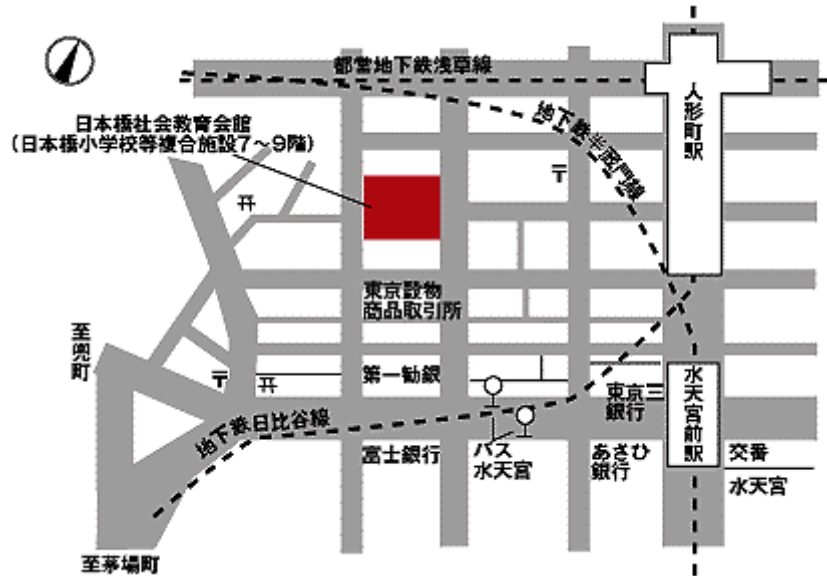 都営地下鉄浅草線
人形町駅
地下鉄半蔵門線
日本橋社会教育会館
(日本橋小学校等複合施設7〜9階)
〒
東京穀物
商品取引所
至兜町
〒
第一勧銀
東京三
銀行
水天宮前駅
地下鉄日比谷線
富士銀行
バス
水天宮
あさひ
銀行
交番
水天宮
至茅場町